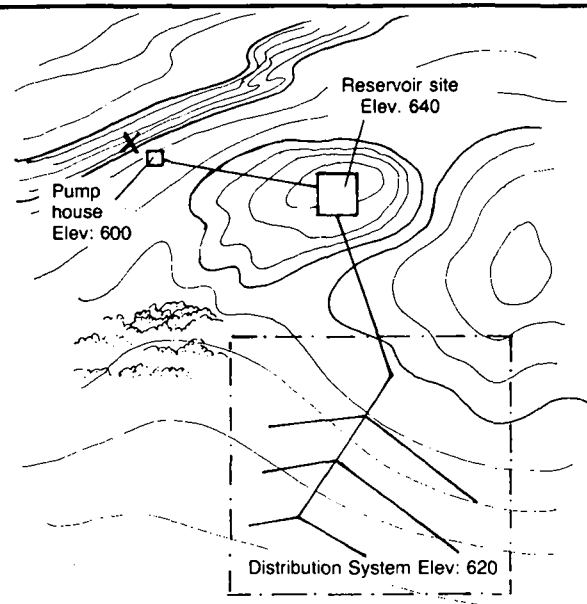 Reservoir site
Elev. 640
Pump
house
Elev: 600
Distribution System Elev: 620